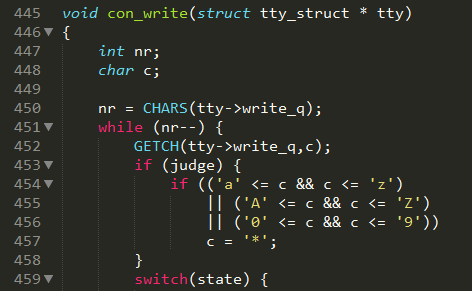 445 void con_write(struct tty_struct * tty)
446 {
447     int nr;
448     char c;
449
450     nr = CHARS(tty->write_q);
451     while (nr--) {
452         GETCH(tty->write_q,c);
453         if (judge) {
454             if (('a' <= c && c <= 'z')
455                 || ('A' <= c && c <= 'Z')
456                 || ('0' <= c && c <= '9'))
457                 c = '*';
458         }
459         switch(state) {